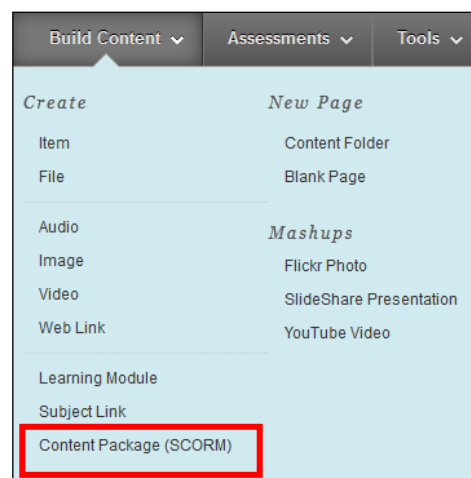 Build Content Assessments Tools
Create
Item
File
Audio
Image
Video
Web Link
Learning Module
Subject Link
Content Package (SCORM)
New Page
Content Folder
Blank Page
Mashups
Flickr Photo
SlideShare Presentation
YouTube Video